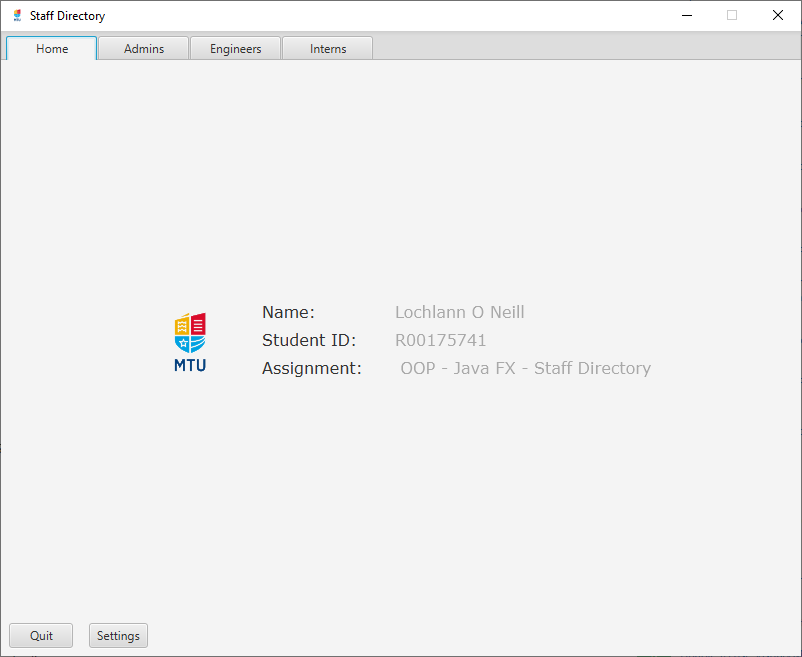 Staff Directory
Home Admins Engineers Interns
Name: Lochlann O Neill
Student ID: R00175741
Assignment: OOP - Java FX - Staff Directory
MTU
Quit Settings